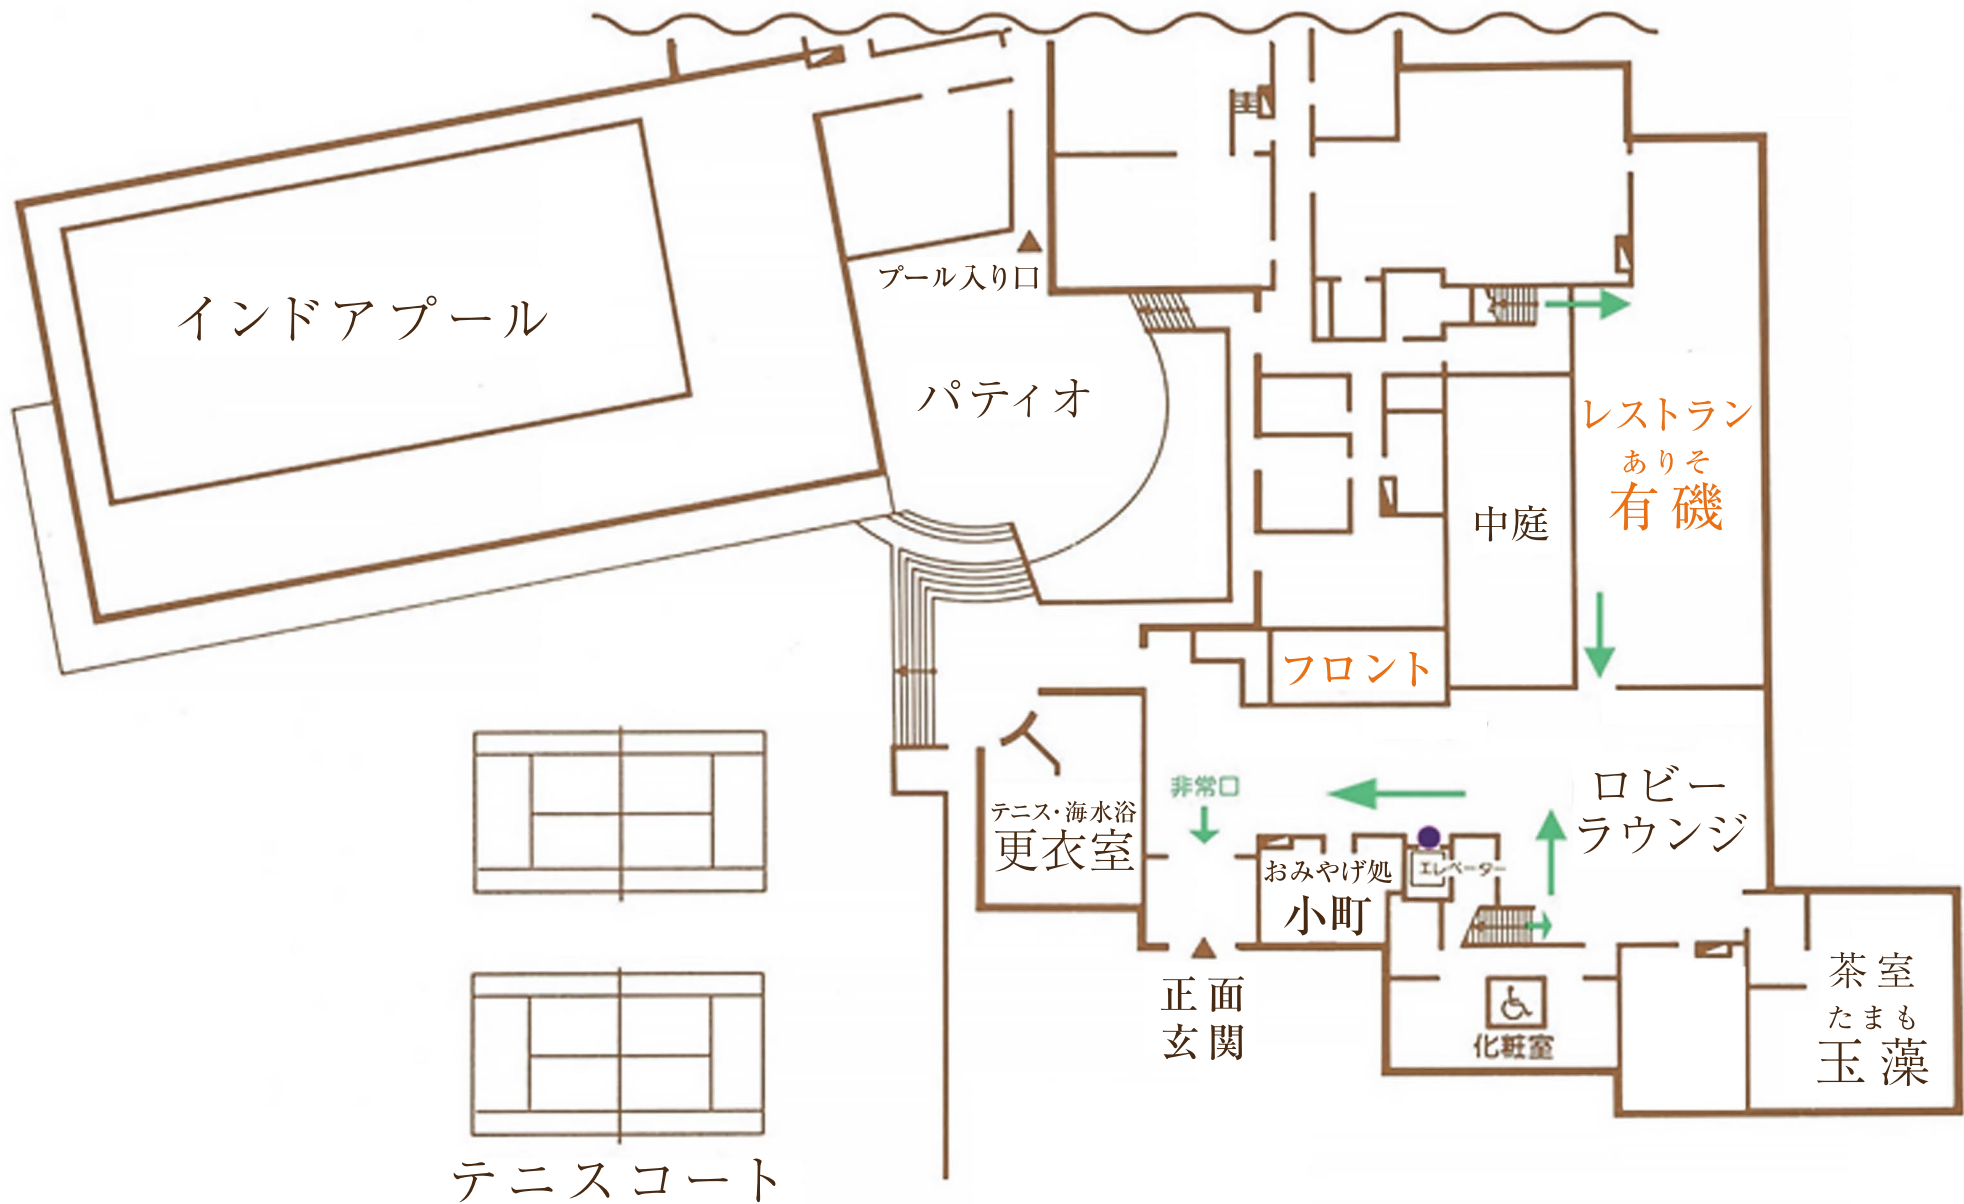 プール入り口
インドアプール
パティオ
レストラン
ありそ
有磯
中庭
フロント
ロビー
ラウンジ
非常口
テニス・海水浴
更衣室
おみやげ処
小町
エレベーター
正面
玄関
化粧室
茶室
たまも
玉藻
テニスコート